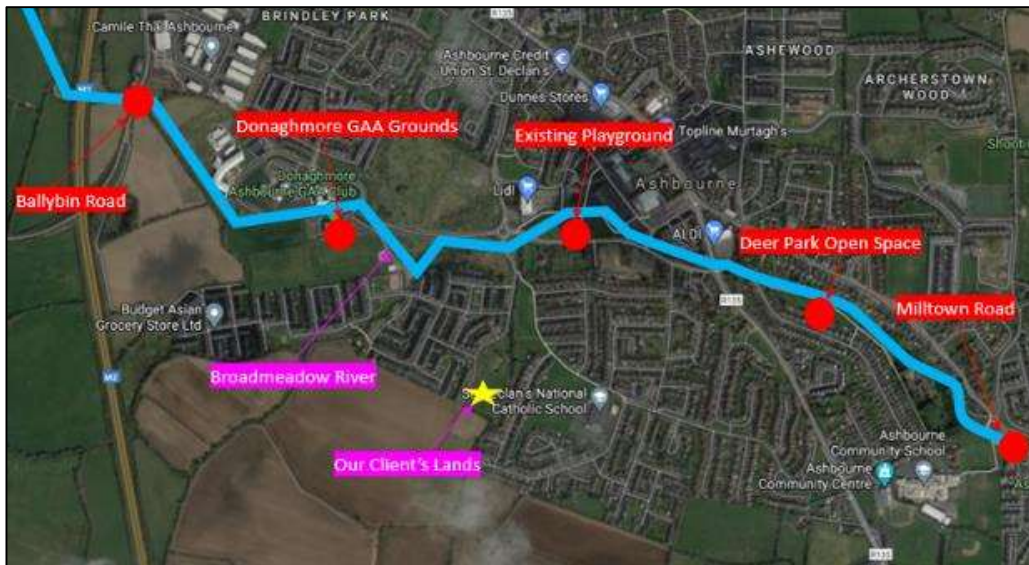 BRINDLEY PARK
R135
Camile Thai Ashbourne
Ashbourne Credit
Union St. Declan's
ASHEWOOD
ARCHERSTOWN
WOOD
Dunnes Stores
Donaghmore GAA Grounds
Existing Playground
Topline Murtagh's
Donaghmore
Ashbourne GAA Club
Lidl
Ashbourne
Ballybin Road
ALDI
Deer Park Open Space
R135
Milltown Road
Budget Asian
Grocery Store Ltd
M2
Broadmeadow River
National
Catholic School
Our Client's Lands
Ashbourne
Community School
Ashbourne
Community Centre
R135